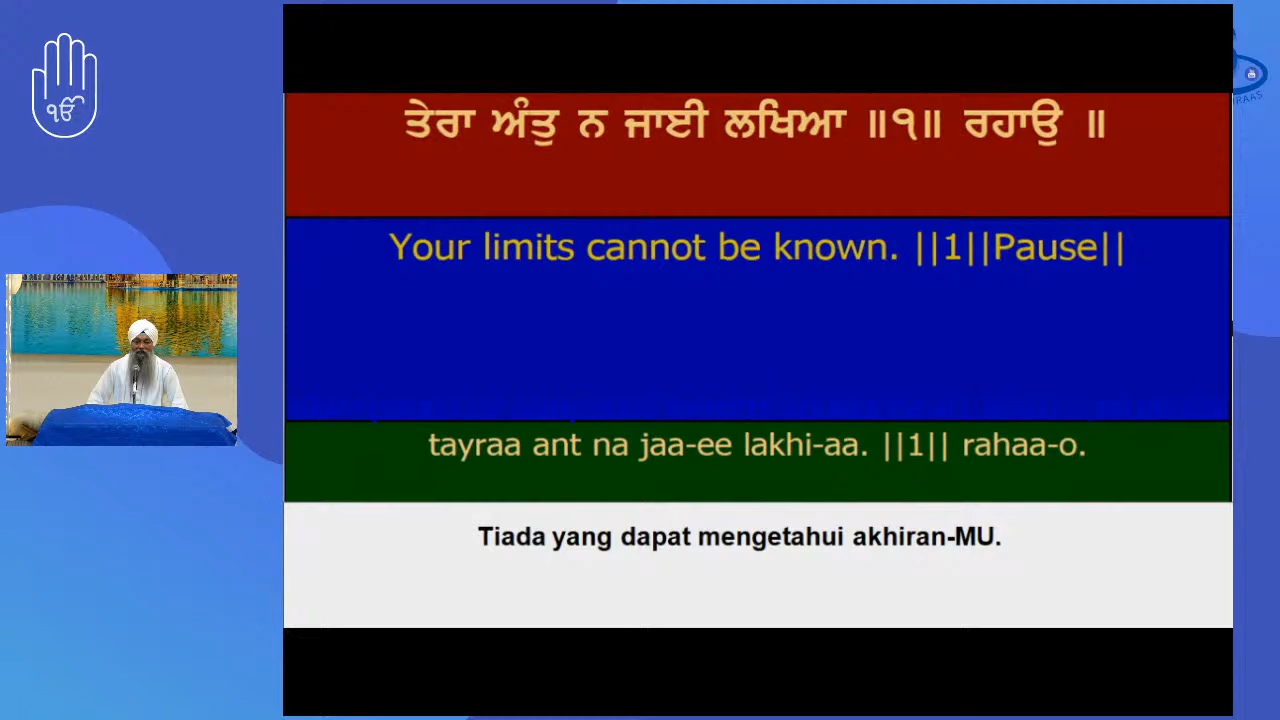 ੴ
ਤੇਰਾ ਅੰਤੁ ਨ ਜਾਈ ਲਖਿਆ ॥੧॥ ਰਹਾਉ ॥
Your limits cannot be known. ||1||Pause||
tayraa ant na jaa-ee lakhi-aa. ||1|| rahaa-o.
Tiada yang dapat mengetahui akhiran-MU.